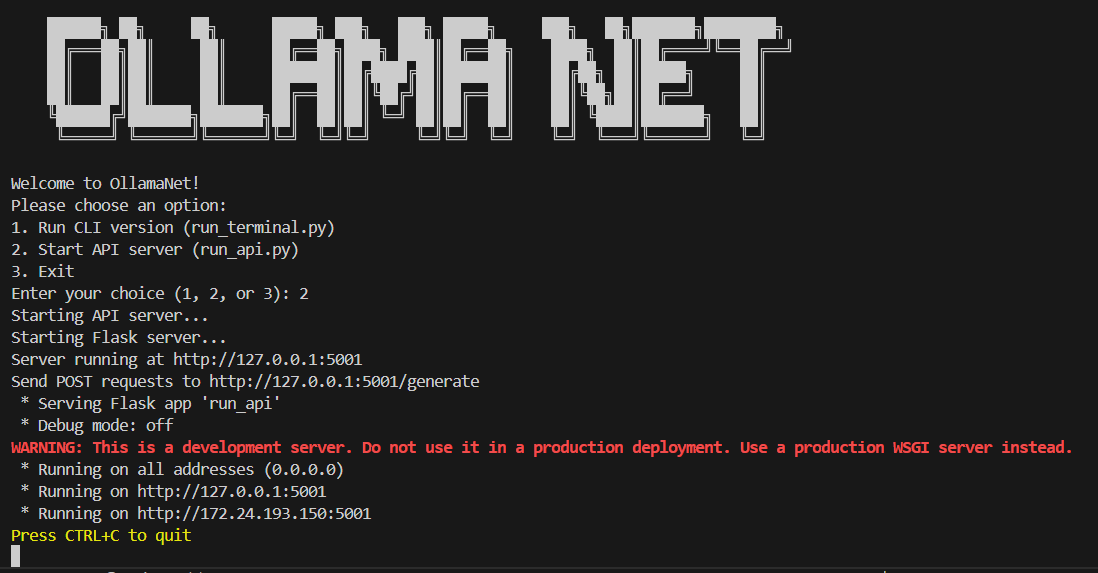 OLLAMA NET
Welcome to OllamaNet!
Please choose an option:
1. Run CLI version (run_terminal.py)
2. Start API server (run_api.py)
3. Exit
Enter your choice (1, 2, or 3): 2
Starting API server...
Starting Flask server...
Server running at http://127.0.0.1:5001
Send POST requests to http://127.0.0.1:5001/generate
 * Serving Flask app 'run_api'
 * Debug mode: off
WARNING: This is a development server. Do not use it in a production deployment. Use a production WSGI server instead.
 * Running on all addresses (0.0.0.0)
 * Running on http://127.0.0.1:5001
 * Running on http://172.24.193.150:5001
Press CTRL+C to quit